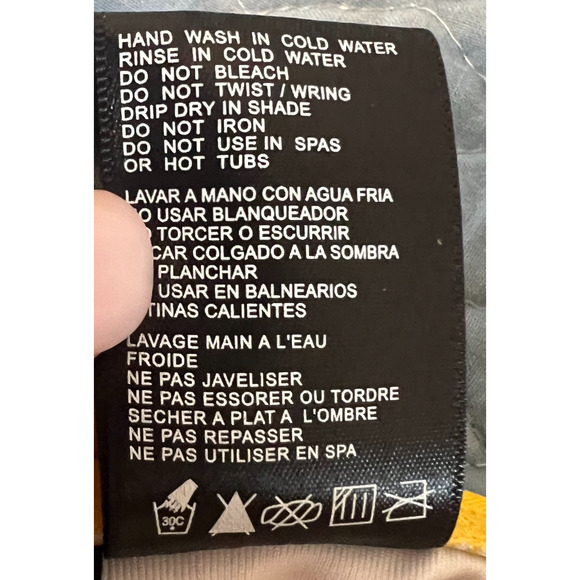 HAND WASH IN COLD WATER
RINSE IN COLD WATER
DO NOT BLEACH
DO NOT TWIST / WRING
DRIP DRY IN SHADE
DO NOT IRON
DO NOT USE IN SPAS
OR HOT TUBS
LAVAR A MANO CON AGUA FRIA
USAR BLANQUEADOR
TORCER O ESCURRIR
COLGADO A LA SOMBRA
PLANCHAR
USAR EN BALNEARIOS
TINAS CALIENTES
LAVAGE MAIN A L'EAU
FROIDE
NE PAS JAVELISER
NE PAS ESSORER OU TORDRE
SECHER A PLAT A L'OMBRE
NE PAS REPASSER
NE PAS UTILISER EN SPA
30C